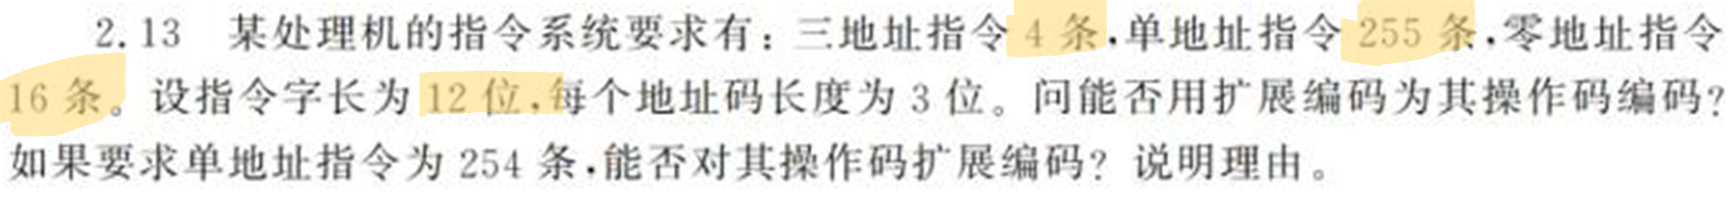 2.13 某处理机的指令系统要求有：三地址指令 4 条，单地址指令 255 条，零地址指令
16 条。设指令字长为 12 位，每个地址码长度为 3 位。问能否用扩展编码为其操作码编码？
如果要求单地址指令为 254 条，能否对其操作码扩展编码？说明理由。